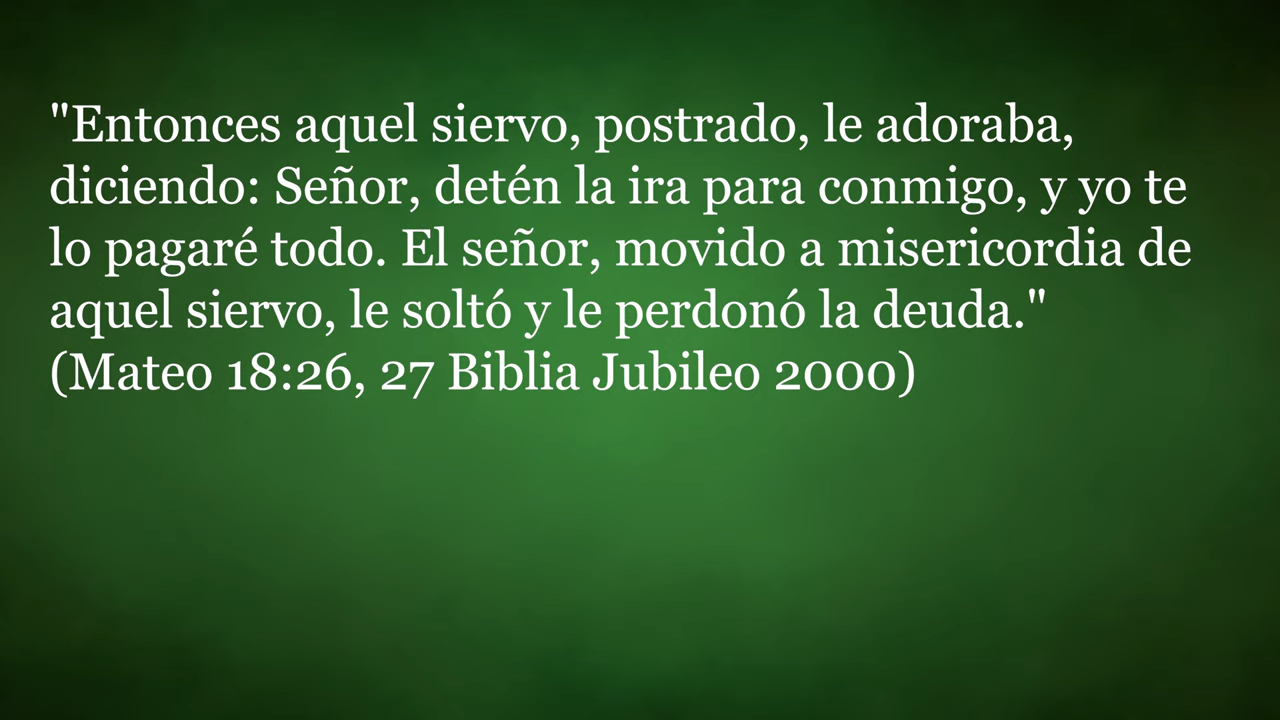 "Entonces aquel siervo, postrado, le adoraba,
diciendo: Señor, detén la ira para conmigo, y yo te
lo pagaré todo. El señor, movido a misericordia de
aquel siervo, le soltó y le perdonó la deuda."
(Mateo 18:26, 27 Biblia Jubileo 2000)